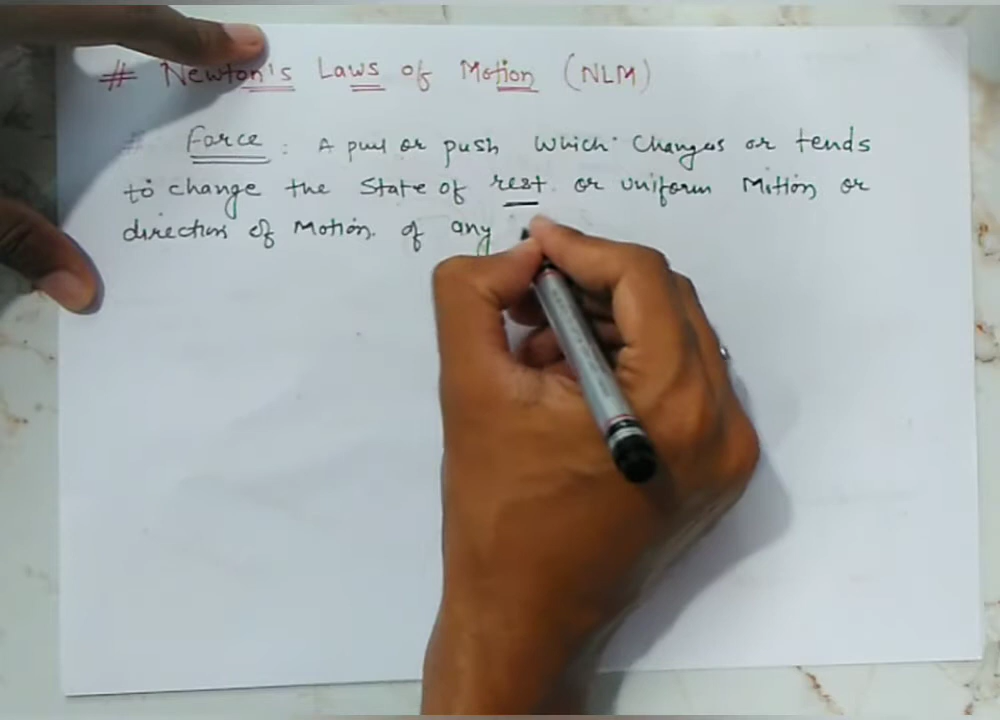 # Newton's Laws of Motion (NLM)
# Force : A pull or push which changes or tends
to change the state of rest or uniform Motion or
direction of Motion. of any